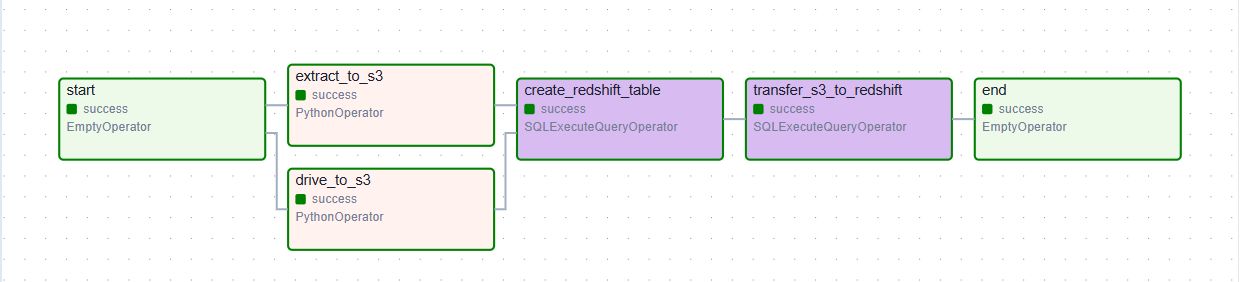 start
success
EmptyOperator
extract_to_s3
success
PythonOperator
drive_to_s3
success
PythonOperator
create_redshift_table
success
SQLExecuteQueryOperator
transfer_s3_to_redshift
success
SQLExecuteQueryOperator
end
success
EmptyOperator